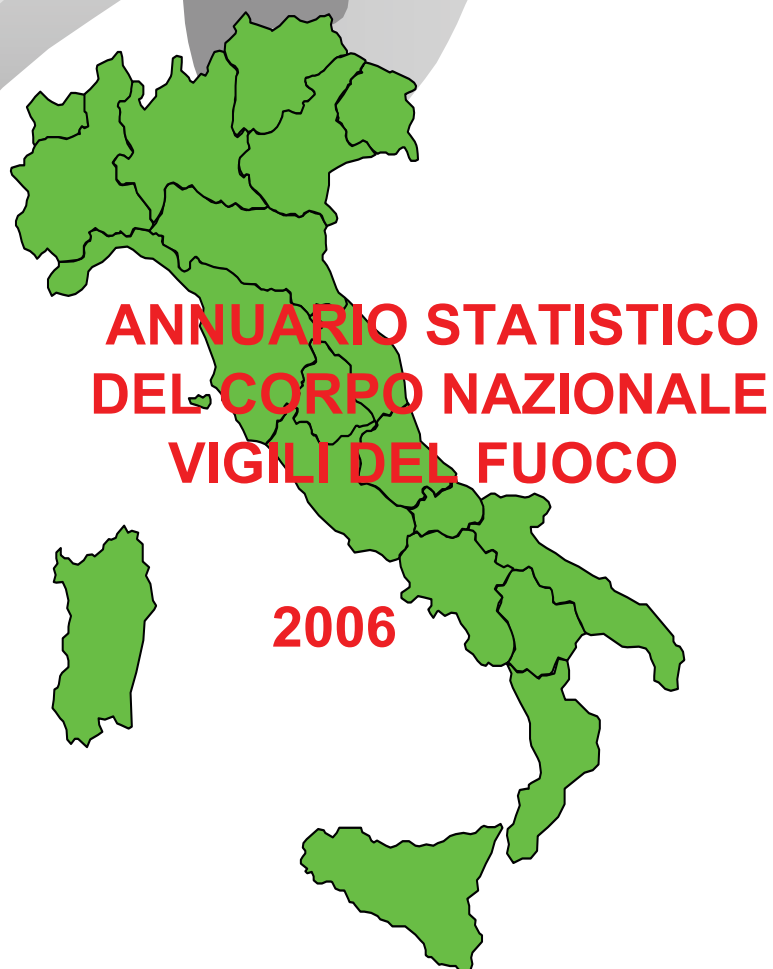 ANNUARIO STATISTICO
DEL CORPO NAZIONALE
VIGILI DEL FUOCO
2006